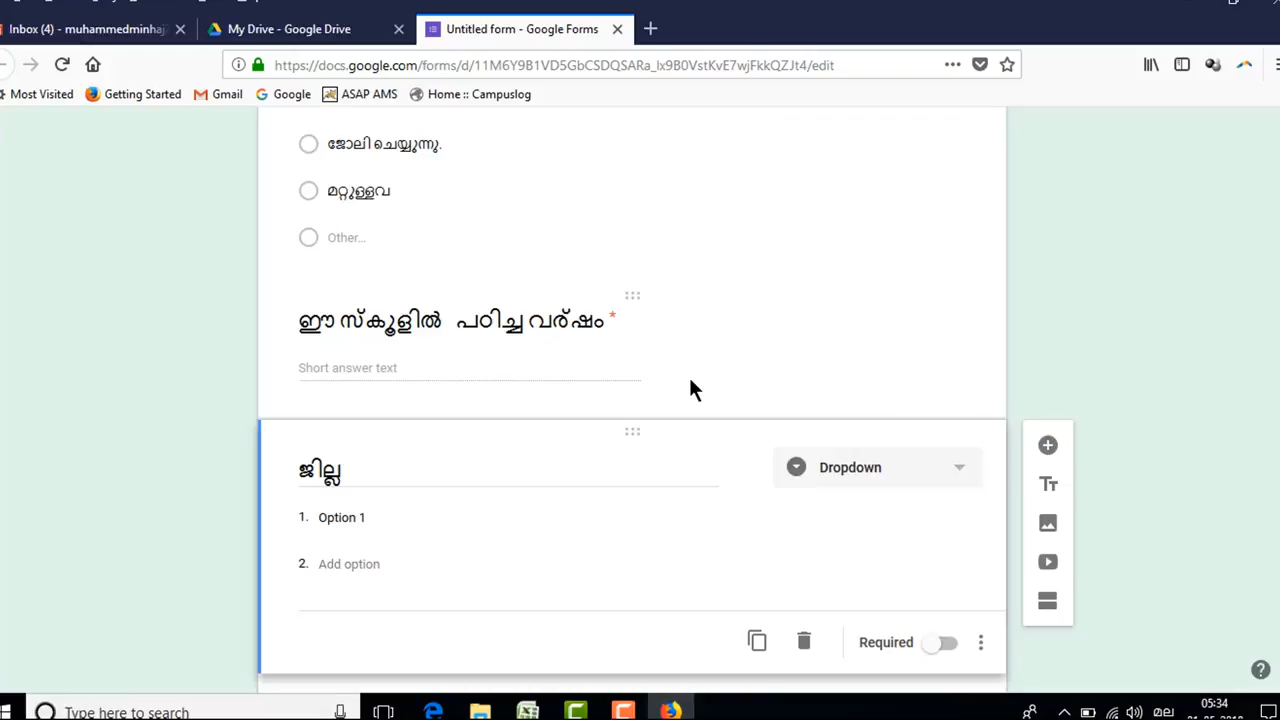 Inbox (4) - muhammedminhaj
My Drive - Google Drive
Untitled form - Google Forms
https://docs.google.com/forms/d/11M6Y9B1VD5GbCSDQSARa_lx9B0VstKvE7wjFkkQZJt4/edit
Most Visited
Getting Started
Gmail
Google
ASAP AMS
Home :: Campuslog
ജോലി ചെയ്യുന്നു.
മറ്റുള്ളവ
Other...
ഈ സ്കൂളിൽ പഠിച്ച വര്ഷം *
Short answer text
ജില്ല
Dropdown
1. Option 1
2. Add option
Required
Type here to search
മല
05:34